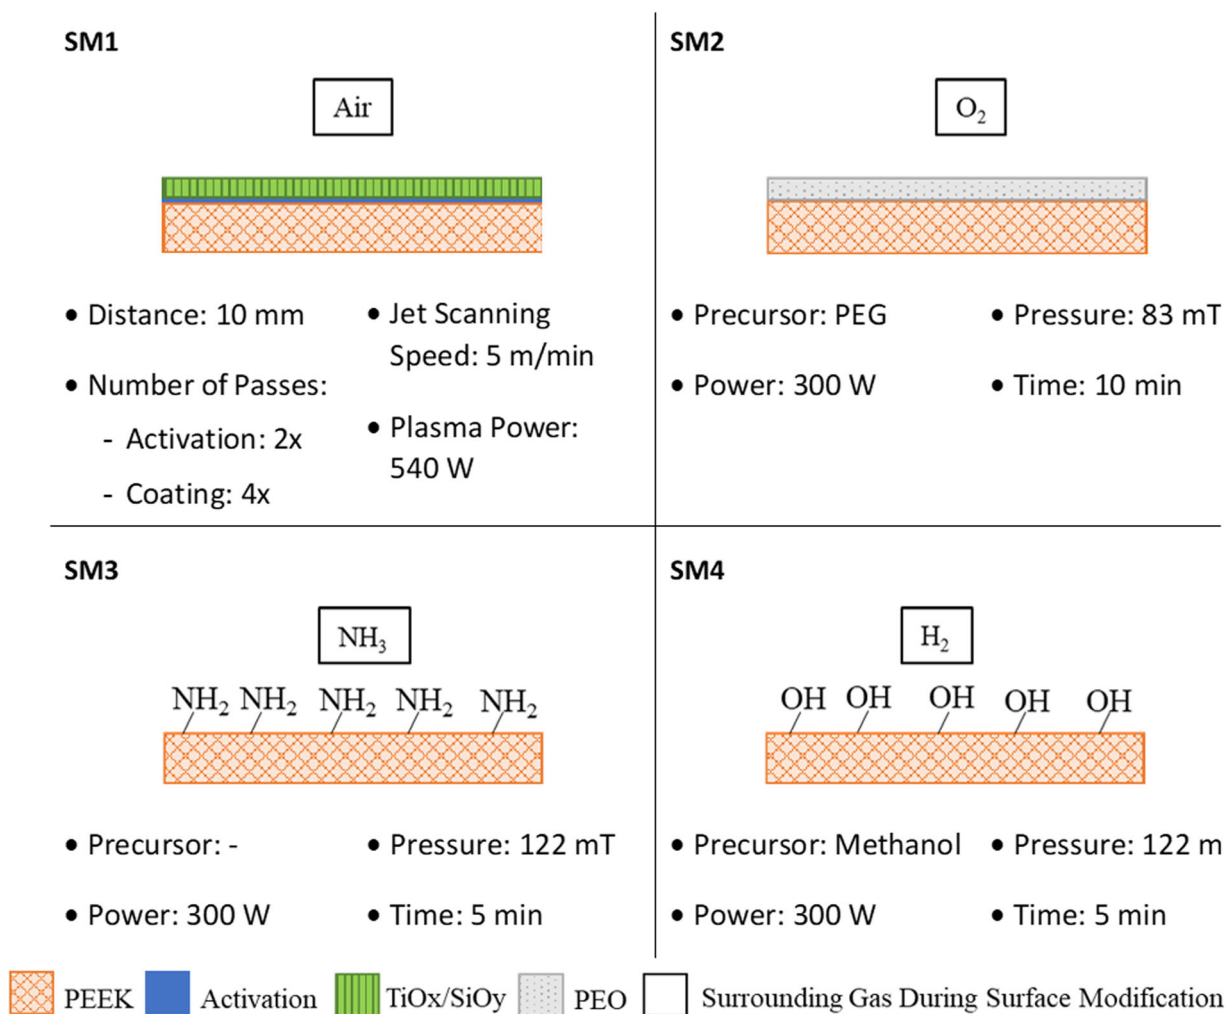 SM1
Air
• Distance: 10 mm
• Number of Passes:
- Activation: 2x
- Coating: 4x
• Jet Scanning
Speed: 5 m/min
• Plasma Power:
540 W
SM2
O₂
• Precursor: PEG
• Pressure: 83 mT
• Power: 300 W
• Time: 10 min
SM3
NH₃
NH₂ NH₂ NH₂ NH₂ NH₂
• Precursor: -
• Pressure: 122 mT
• Power: 300 W
• Time: 5 min
SM4
H₂
OH OH OH OH OH
• Precursor: Methanol
• Pressure: 122 m
• Power: 300 W
• Time: 5 min
PEEK Activation TiOx/SiOy PEO Surrounding Gas During Surface Modification